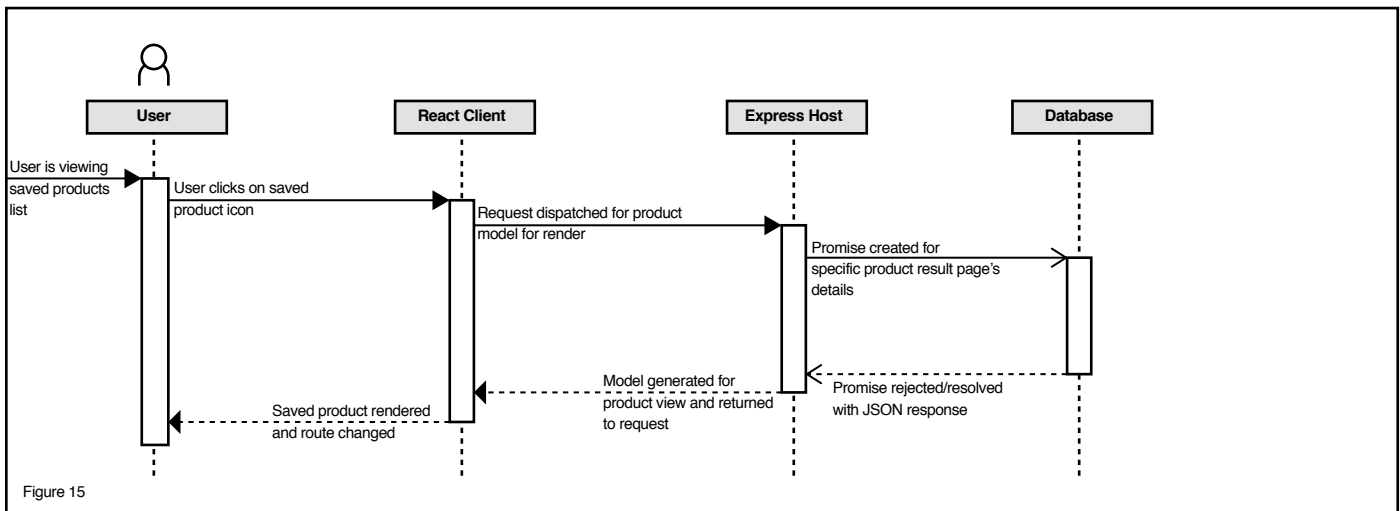 User
React Client
Express Host
Database
User is viewing
saved products
list
User clicks on saved
product icon
Request dispatched for product
model for render
Promise created for
specific product result page's
details
Promise rejected/resolved
with JSON response
Model generated for
product view and returned
to request
Saved product rendered
and route changed
Figure 15